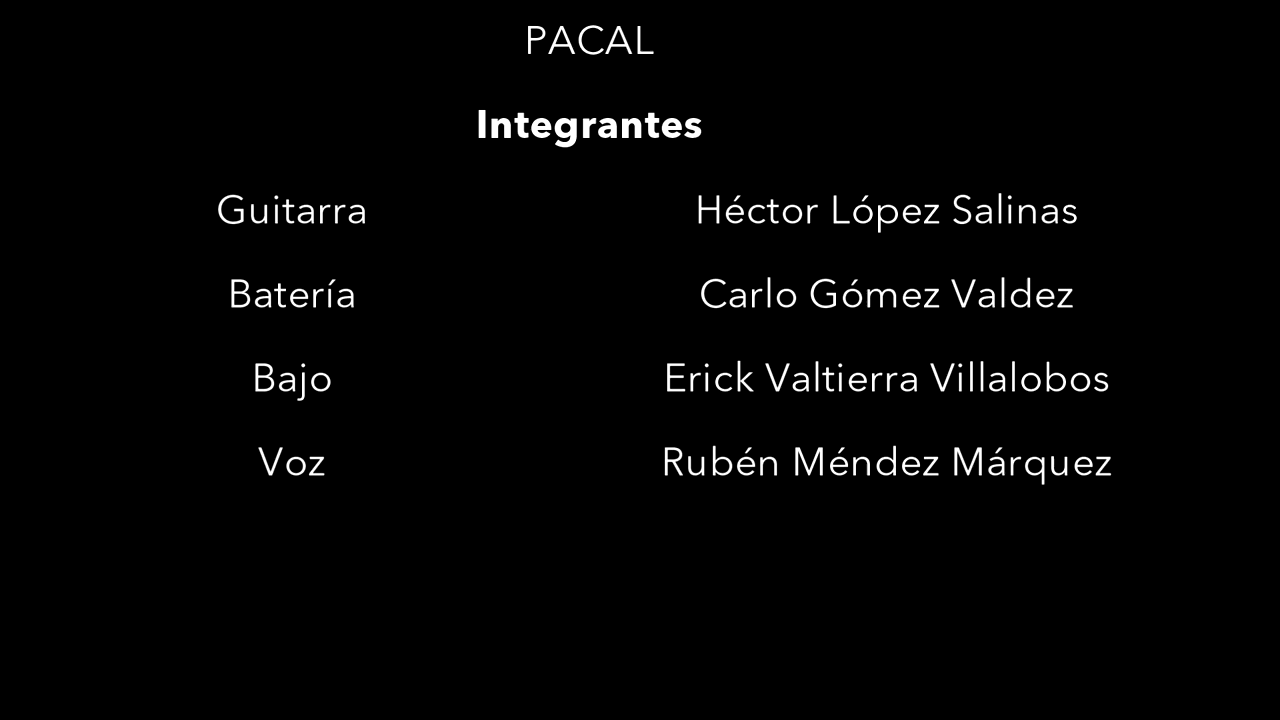 PACAL
Integrantes
Guitarra Héctor López Salinas
Batería Carlo Gómez Valdez
Bajo Erick Valtierra Villalobos
Voz Rubén Méndez Márquez